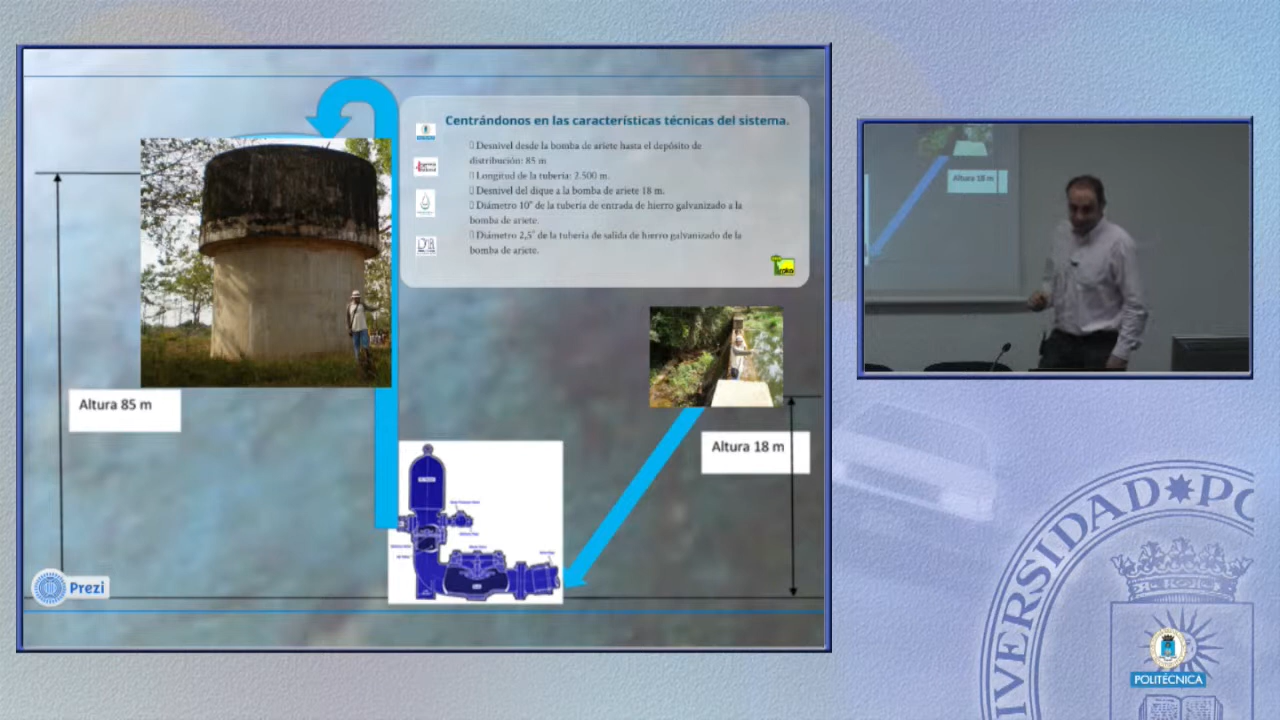 Centrándonos en las características técnicas del sistema.
Desnivel desde la bomba de ariete hasta el depósito de
distribución: 85 m
Longitud de la tubería: 2.500 m.
Desnivel del dique a la bomba de ariete 18 m.
Diámetro 10" de la tubería de entrada de hierro galvanizado a la
bomba de ariete.
Diámetro 2,5" de la tubería de salida de hierro galvanizado de la
bomba de ariete.
Altura 85 m
Altura 18 m
Prezi
Altura 18 m
IVERSIDAD PO
POLITÉCNICA